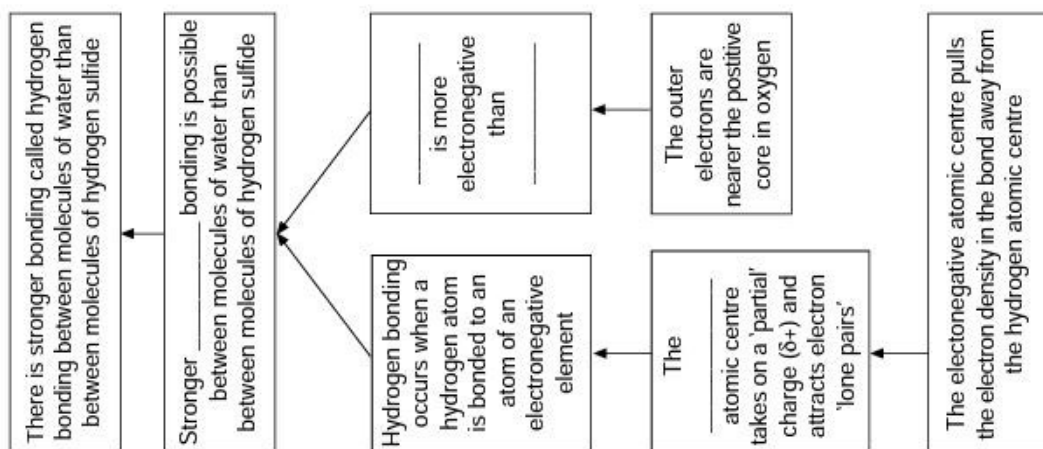 There is stronger bonding called hydrogen
bonding between molecules of water than
between molecules of hydrogen sulfide
Stronger ________ bonding is possible
between molecules of water than
between molecules of hydrogen sulfide
Hydrogen bonding
occurs when a
hydrogen atom
is bonded to an
atom of an
electronegative
element
________
is more
electronegative
than
________
The
________
atomic centre
takes on a ‘partial’
charge (δ+) and
attracts electron
‘lone pairs’
The outer
electrons are
nearer the postitive
core in oxygen
The electonegative atomic centre pulls
the electron density in the bond away from
the hydrogen atomic centre